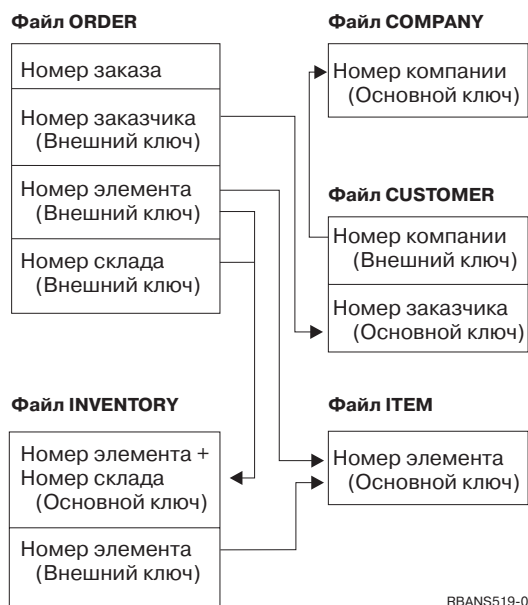 Файл ORDER
Номер заказа
Номер заказчика
(Внешний ключ)
Номер элемента
(Внешний ключ)
Номер склада
(Внешний ключ)
Файл COMPANY
Номер компании
(Основной ключ)
Файл CUSTOMER
Номер компании
(Внешний ключ)
Номер заказчика
(Основной ключ)
Файл INVENTORY
Номер элемента +
Номер склада
(Основной ключ)
Номер элемента
(Внешний ключ)
Файл ITEM
Номер элемента
(Основной ключ)
RBANS519-0